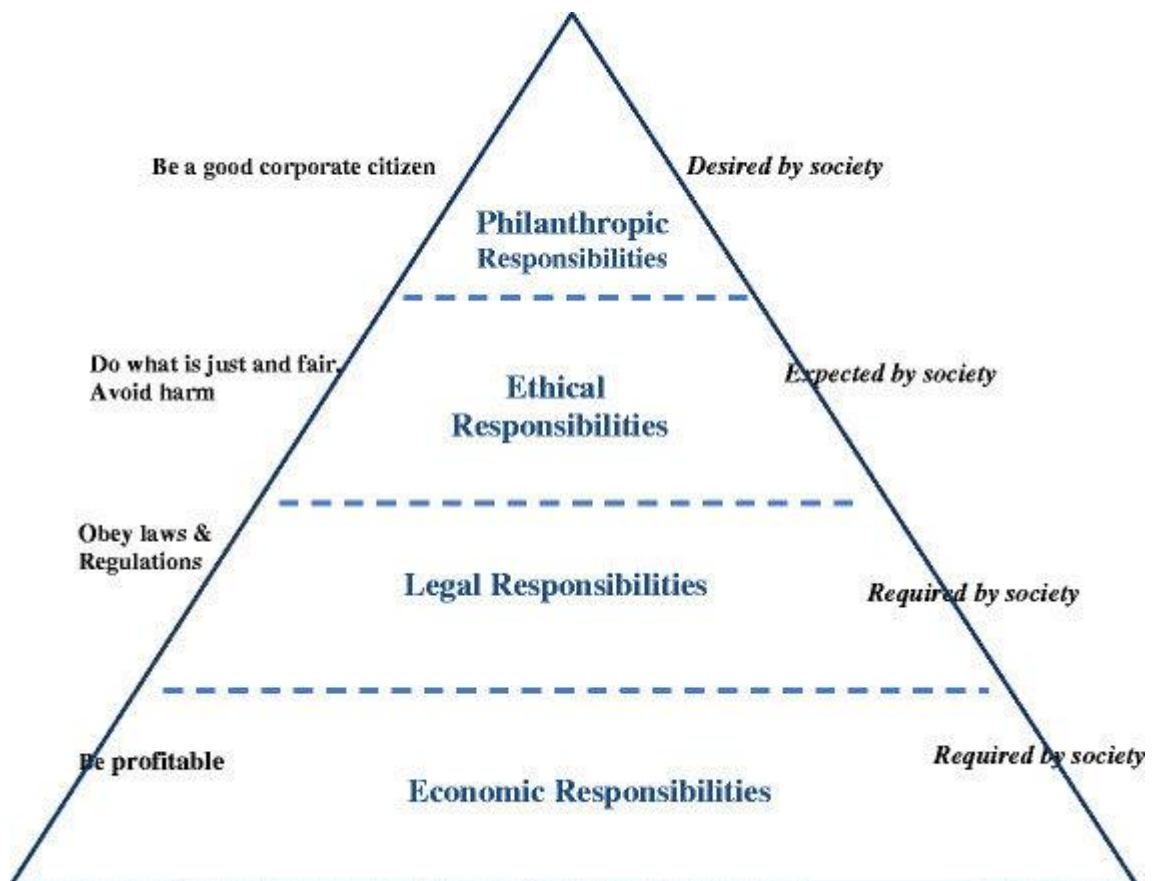 Be a good corporate citizen
Desired by society
Philanthropic
Responsibilities
Do what is just and fair,
Avoid harm
Expected by society
Ethical
Responsibilities
Obey laws &
Regulations
Legal Responsibilities
Required by society
Be profitable
Required by society
Economic Responsibilities